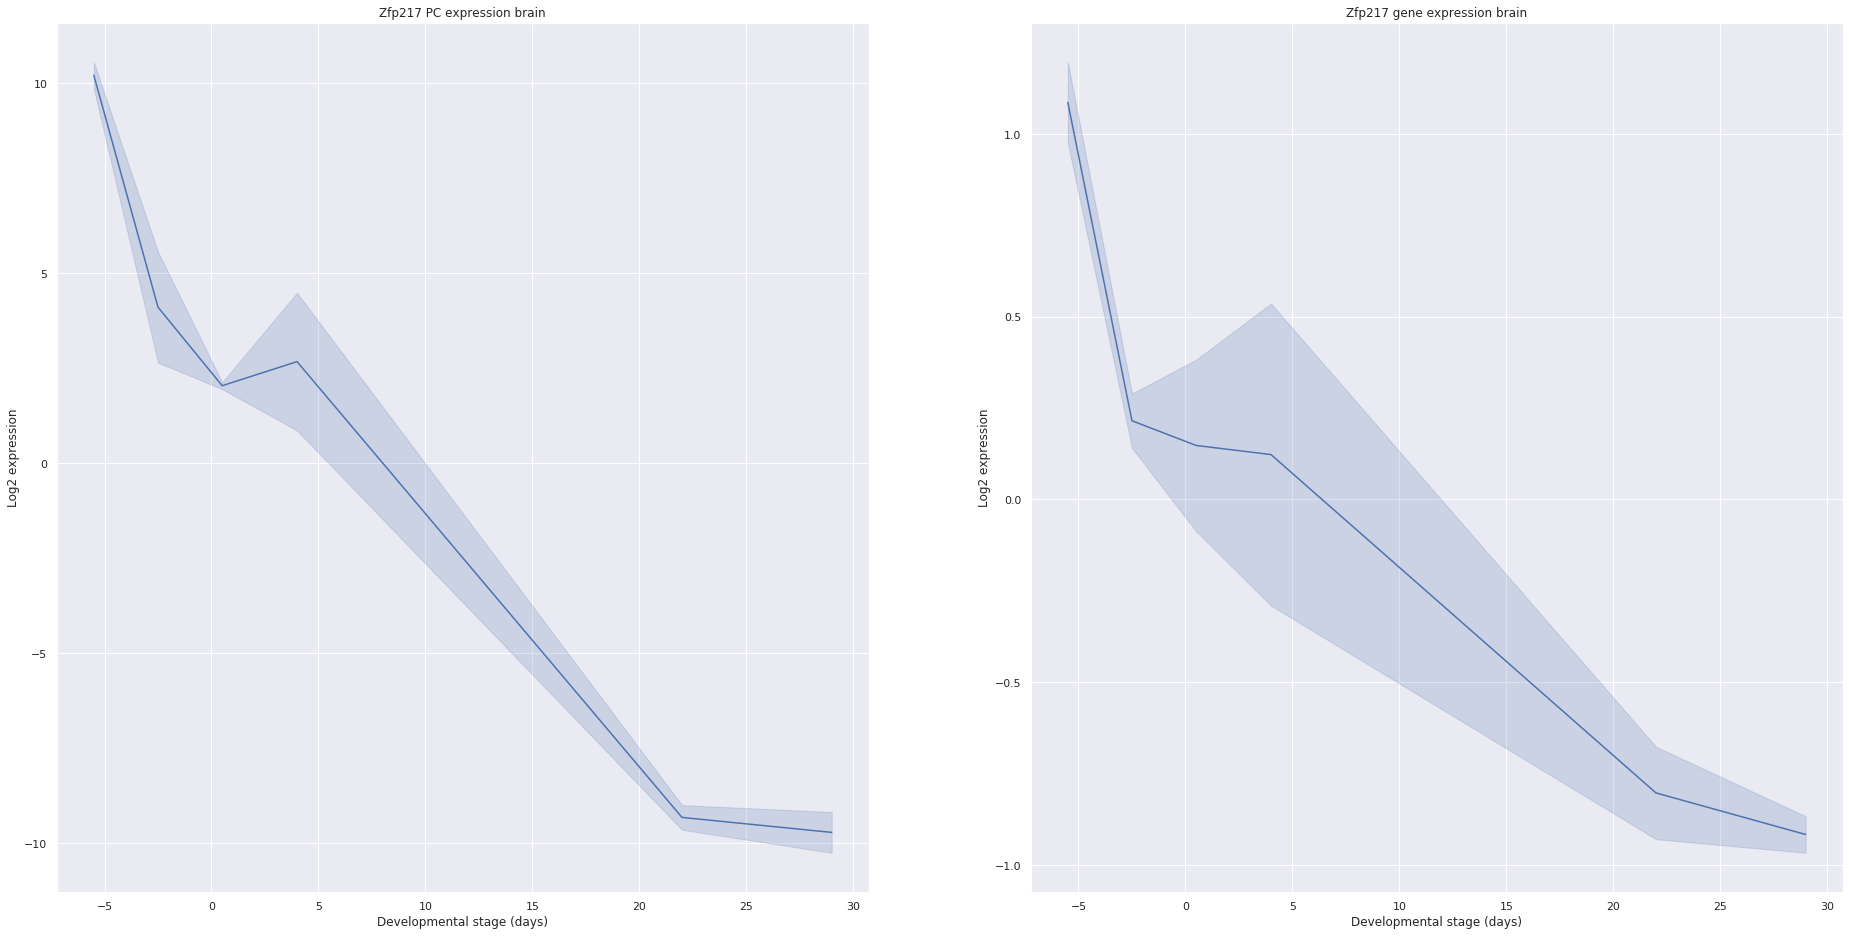 Zfp217 PC expression brain
Log2 expression
10
5
0
−5
−10
−5 0 5 10 15 20 25 30
Developmental stage (days)
Zfp217 gene expression brain
Log2 expression
1.0
0.5
0.0
−0.5
−1.0
−5 0 5 10 15 20 25 30
Developmental stage (days)